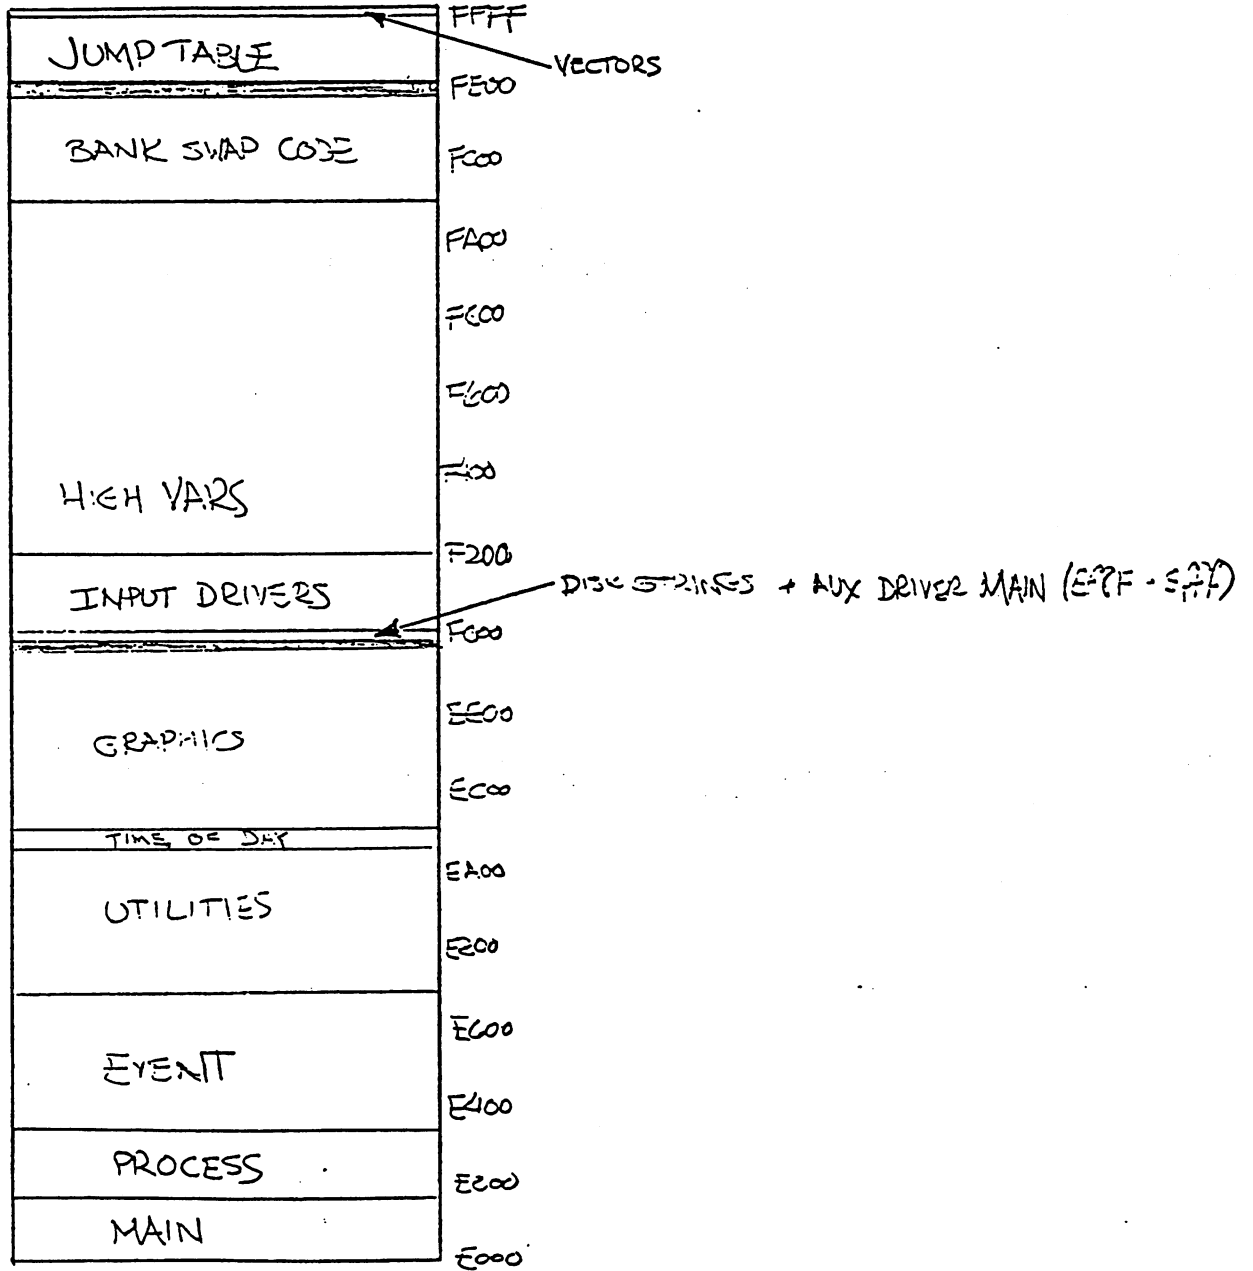 FFFF
JUMP TABLE
VECTORS
FE00
BANK SWAP CODE
FC00
FA00
F800
F600
F400
HIGH VARS
F200
INPUT DRIVERS
DISK STRINGS + AUX DRIVER MAIN
F000
EE00
GRAPHICS
EC00
TIME OF DAY
EA00
UTILITIES
E800
E600
EVENT
E400
PROCESS
E200
MAIN
E000